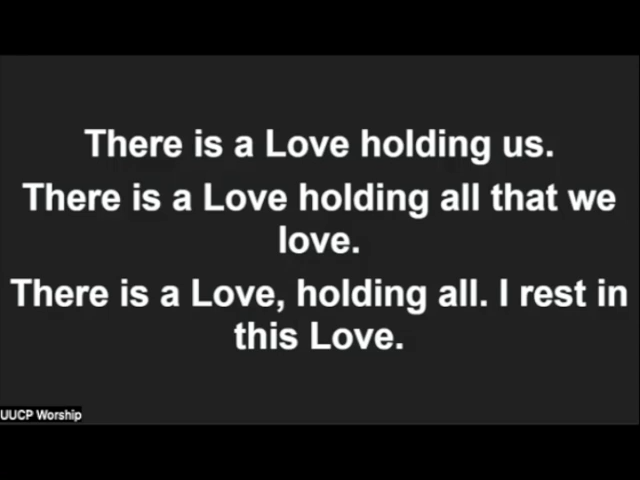 There is a Love holding us.
There is a Love holding all that we
love.
There is a Love, holding all. I rest in
this Love.
UUCP Worship